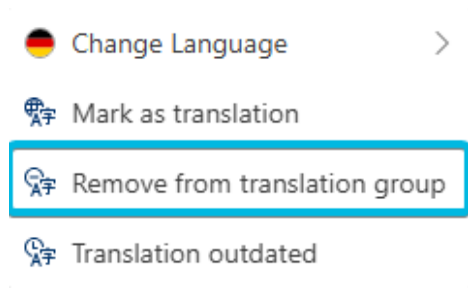 Change Language
Mark as translation
Remove from translation group
Translation outdated